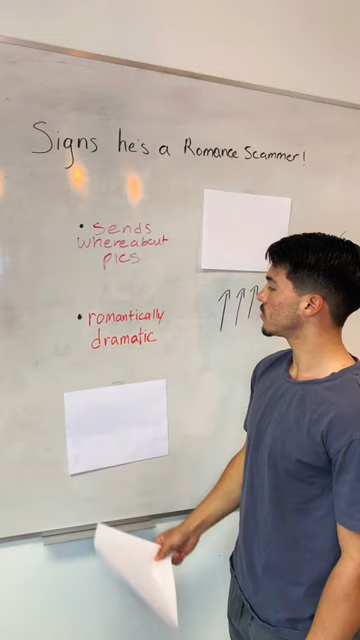 Signs he's a Romance Scammer!
• sends
whereabout
pics
• romantically
dramatic